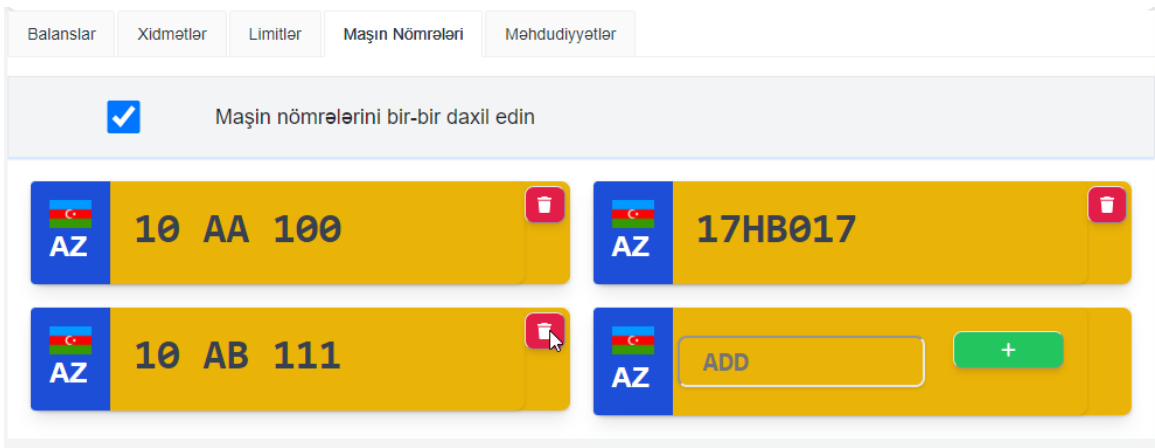 Balanslar Xidmətlər Limitlər Maşın Nömrələri Məhdudiyyətlər
Maşin nömrələrini bir-bir daxil edin
AZ 10 AA 100
AZ 17HB017
AZ 10 AB 111
AZ ADD +